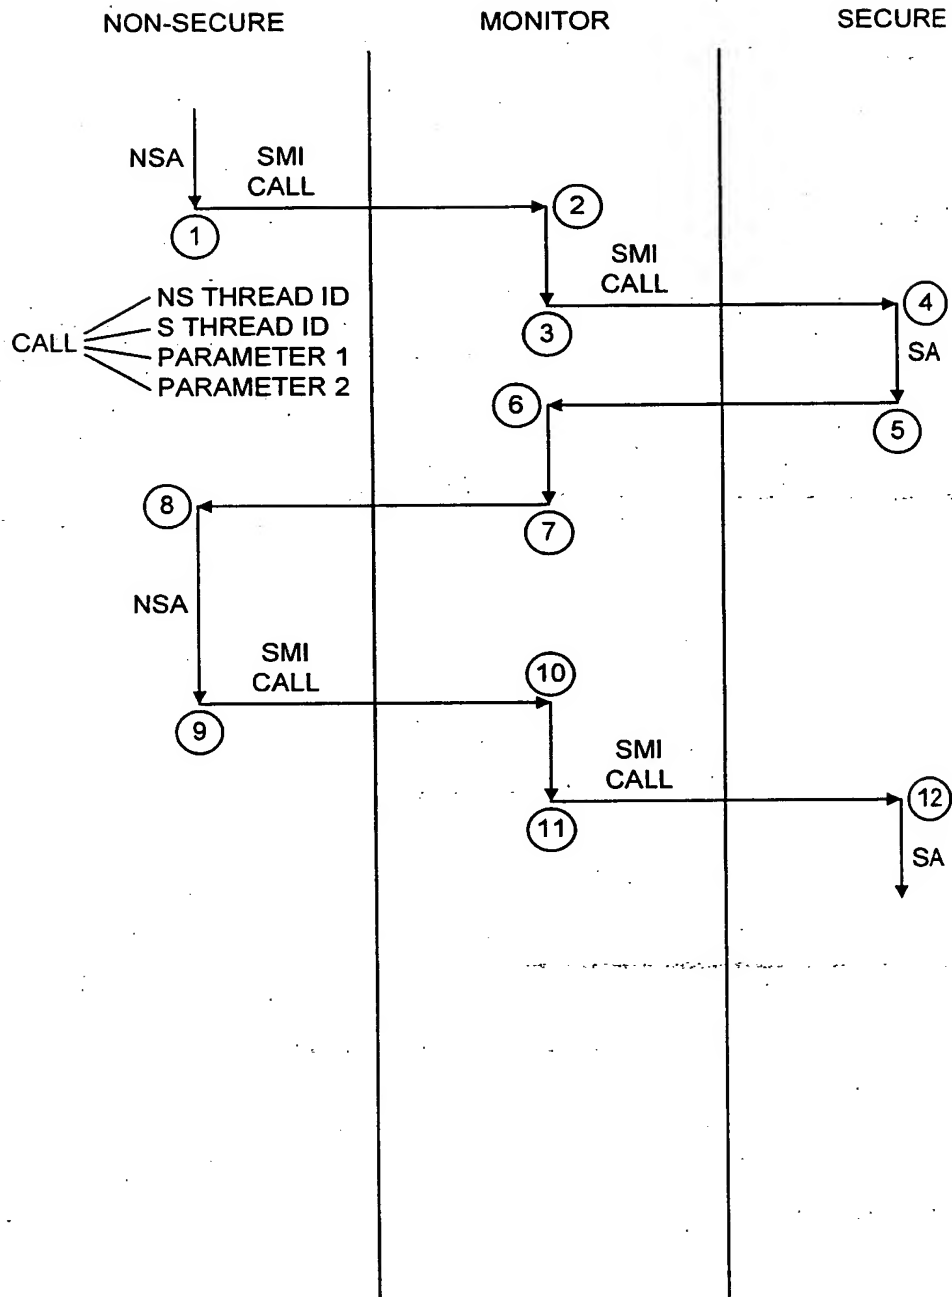 NON-SECURE
MONITOR
SECURE
NSA
SMI
CALL
1
2
SMI
CALL
3
4
CALL
NS THREAD ID
S THREAD ID
PARAMETER 1
PARAMETER 2
SA
6
5
8
7
NSA
SMI
CALL
10
9
SMI
CALL
11
12
SA